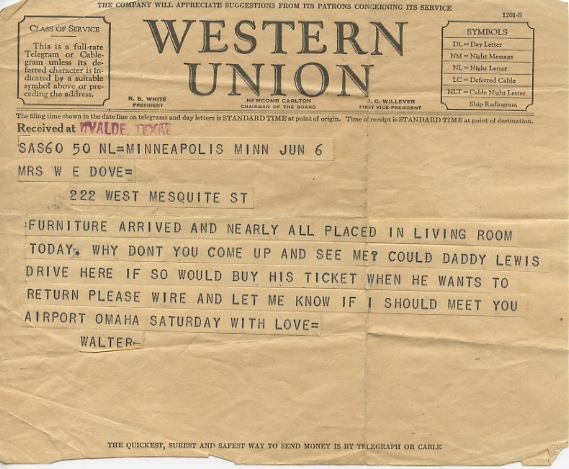 THE COMPANY WILL APPRECIATE SUGGESTIONS FROM ITS PATRONS CONCERNING ITS SERVICE
1201-S
CLASS OF SERVICE
This is a full-rate
Telegram or Cable-
gram unless its de-
ferred character is in-
dicated by a suitable
symbol above or pre-
ceding the address.
WESTERN
UNION
R. B. WHITE
PRESIDENT
NEWCOMB CARLTON
CHAIRMAN OF THE BOARD
J. C. WILLEVER
FIRST VICE-PRESIDENT
SYMBOLS
DL = Day Letter
NM = Night Message
NL = Night Letter
LC = Deferred Cable
NLT = Cable Night Letter
Ship Radiogram
The filing time shown in the date line on telegrams and day letters is STANDARD TIME at point of origin. Time of receipt is STANDARD TIME at point of destination.
Received at UVALDE, TEXAS
SAS60 50 NL=MINNEAPOLIS MINN JUN 6
MRS W E DOVE=
222 WEST MESQUITE ST
:FURNITURE ARRIVED AND NEARLY ALL PLACED IN LIVING ROOM
TODAY. WHY DONT YOU COME UP AND SEE ME? COULD DADDY LEWIS
DRIVE HERE IF SO WOULD BUY HIS TICKET WHEN HE WANTS TO
RETURN PLEASE WIRE AND LET ME KNOW IF I SHOULD MEET YOU
AIRPORT OMAHA SATURDAY WITH LOVE=
WALTER
THE QUICKEST, SUREST AND SAFEST WAY TO SEND MONEY IS BY TELEGRAPH OR CABLE